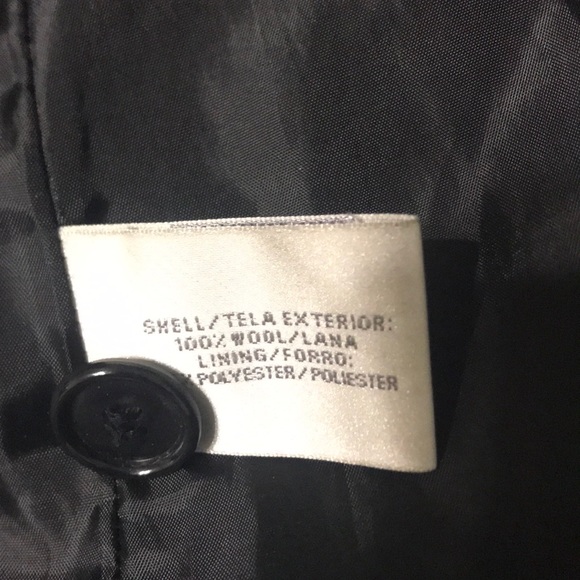 SHELL/TELA EXTERIOR:
100% WOOL/LANA
LINING/FORRO:
POLYESTER/POLIESTER